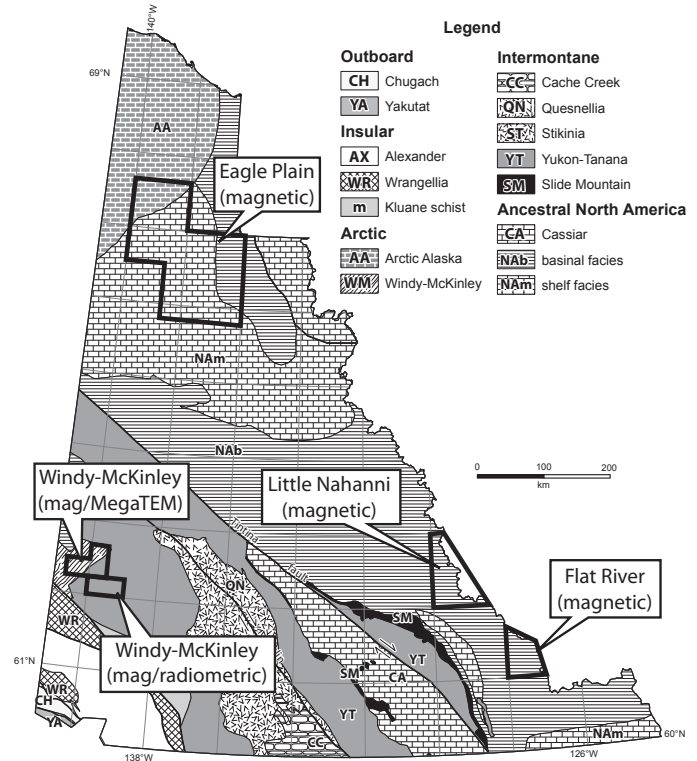 140°W
69°N
Legend
Outboard
CH Chugach
YA Yakutat
Insular
AX Alexander
WR Wrangellia
m Kluane schist
Arctic
AA Arctic Alaska
WM Windy-McKinley
Intermontane
CC Cache Creek
QN Quesnellia
ST Stikinia
YT Yukon-Tanana
SM Slide Mountain
Ancestral North America
CA Cassiar
NAb basinal facies
NAm shelf facies
AA
Eagle Plain
(magnetic)
NAm
NAb
0 100 200
km
Windy-McKinley
(mag/MegaTEM)
Little Nahanni
(magnetic)
Tintina
fault
Flat River
(magnetic)
QN
SM
WR
Windy-McKinley
(mag/radiometric)
YT
61°N
SM
CA
WR
CH
YA
YT
CC
NAm
60°N
138°W
126°W